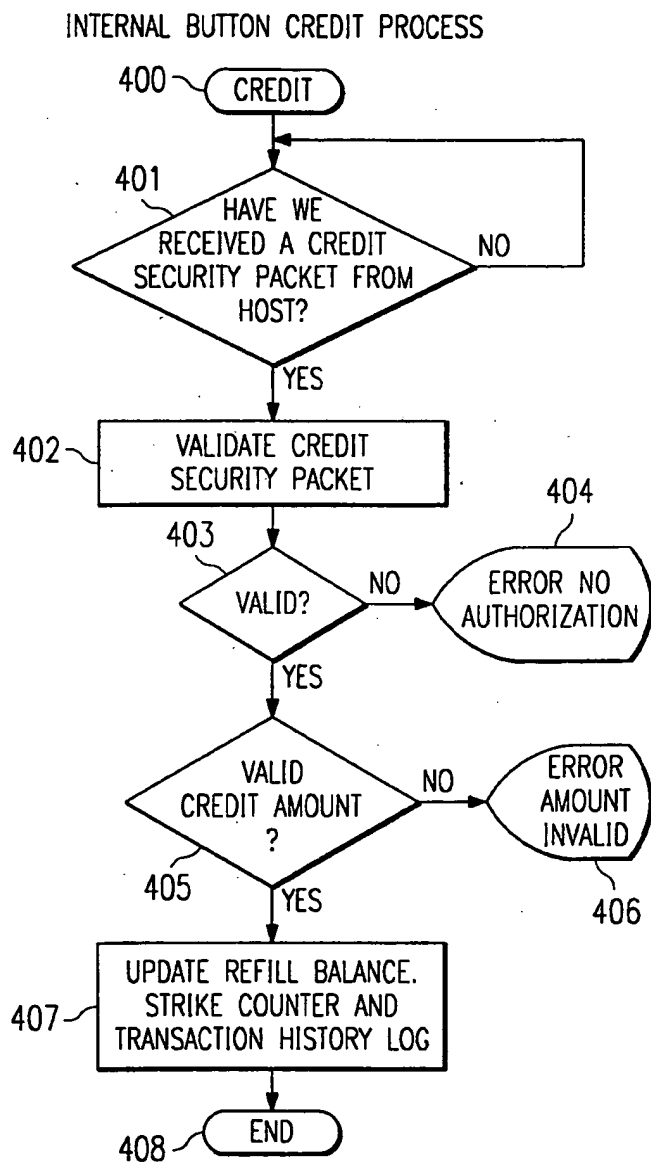 INTERNAL BUTTON CREDIT PROCESS
400
CREDIT
401
HAVE WE
RECEIVED A CREDIT
SECURITY PACKET FROM
HOST?
NO
YES
402
VALIDATE CREDIT
SECURITY PACKET
403
VALID?
NO
404
ERROR NO
AUTHORIZATION
YES
VALID
CREDIT AMOUNT
?
405
NO
ERROR
AMOUNT
INVALID
406
YES
407
UPDATE REFILL BALANCE.
STRIKE COUNTER AND
TRANSACTION HISTORY LOG
408
END